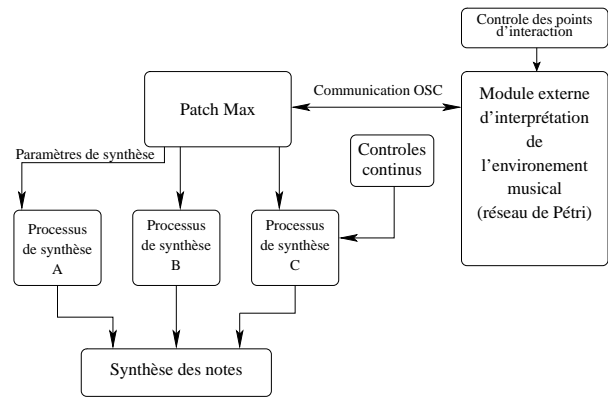 Controle des points
d'interaction
Communication OSC
Patch Max
Module externe
d'interprétation
de
l'environement
musical
(réseau de Pétri)
Paramètres de synthèse
Controles
continus
Processus
de synthèse
A
Processus
de synthèse
B
Processus
de synthèse
C
Synthèse des notes